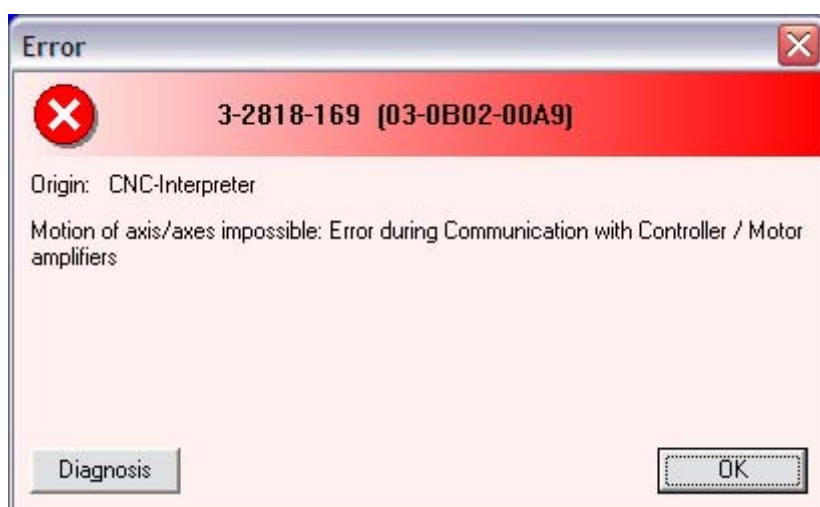 Error
3-2818-169 (03-0B02-00A9)
Origin: CNC-Interpreter
Motion of axis/axes impossible: Error during Communication with Controller / Motor
amplifiers
Diagnosis
OK